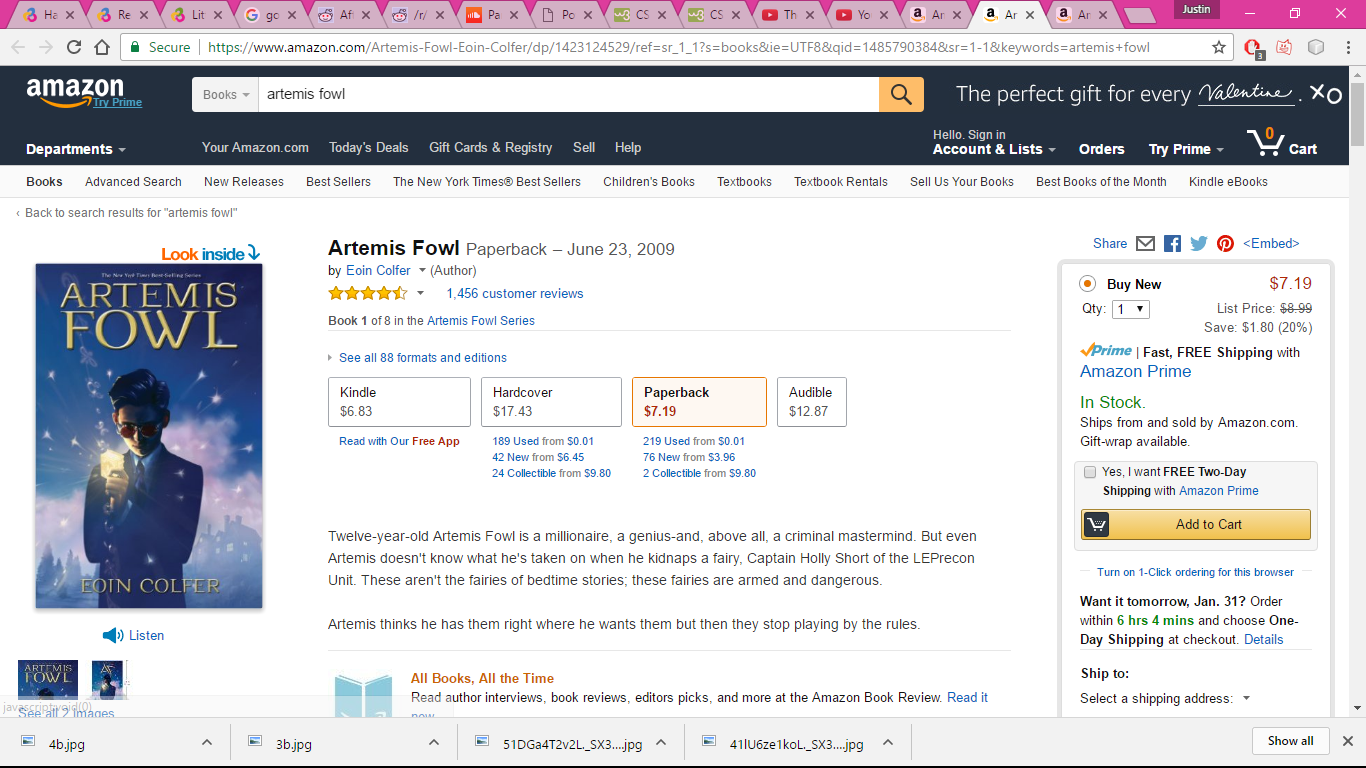 Ha
Re
Lit
go
Aft
/r/
Pa
Po
CS
CS
Th
Yo
Ar
Ar
Ar
Justin
Secure
https://www.amazon.com/Artemis-Fowl-Eoin-Colfer/dp/1423124529/ref=sr_1_1?s=books&ie=UTF8&qid=1485790384&sr=1-1&keywords=artemis+fowl
3
amazon
Try Prime
Books
artemis fowl
The perfect gift for every Valentine. XO
Departments
Your Amazon.com
Today's Deals
Gift Cards & Registry
Sell
Help
Hello. Sign in
Account & Lists
Orders
Try Prime
0
Cart
Books
Advanced Search
New Releases
Best Sellers
The New York Times® Best Sellers
Children's Books
Textbooks
Textbook Rentals
Sell Us Your Books
Best Books of the Month
Kindle eBooks
‹ Back to search results for "artemis fowl"
Look inside
The New York Times Best-Selling Series
ARTEMIS
FOWL
EOIN COLFER
Listen
ARTEMIS
FOWL
See all 2 images
javascript:void(0)
Artemis Fowl Paperback – June 23, 2009
by Eoin Colfer (Author)
1,456 customer reviews
Book 1 of 8 in the Artemis Fowl Series
See all 88 formats and editions
Kindle
$6.83
Read with Our Free App
Hardcover
$17.43
189 Used from $0.01
42 New from $6.45
24 Collectible from $9.80
Paperback
$7.19
219 Used from $0.01
76 New from $3.96
2 Collectible from $9.80
Audible
$12.87
Twelve-year-old Artemis Fowl is a millionaire, a genius-and, above all, a criminal mastermind. But even
Artemis doesn't know what he's taken on when he kidnaps a fairy, Captain Holly Short of the LEPrecon
Unit. These aren't the fairies of bedtime stories; these fairies are armed and dangerous.
Artemis thinks he has them right where he wants them but then they stop playing by the rules.
All Books, All the Time
Read author interviews, book reviews, editors picks, and more at the Amazon Book Review. Read it
now
Share
<Embed>
Buy New
$7.19
Qty: 1
List Price: $8.99
Save: $1.80 (20%)
Prime | Fast, FREE Shipping with
Amazon Prime
In Stock.
Ships from and sold by Amazon.com.
Gift-wrap available.
Yes, I want FREE Two-Day
Shipping with Amazon Prime
Add to Cart
Turn on 1-Click ordering for this browser
Want it tomorrow, Jan. 31? Order
within 6 hrs 4 mins and choose One-
Day Shipping at checkout. Details
Ship to:
Select a shipping address:
4b.jpg
3b.jpg
51DGa4T2v2L._SX3....jpg
41lU6ze1koL._SX3....jpg
Show all